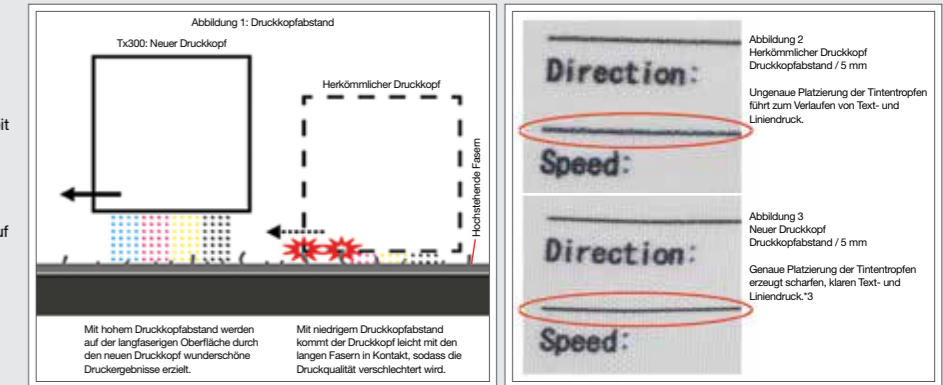 it
uf
Abbildung 1: Druckkopfabstand
Tx300: Neuer Druckkopf
Herkömmlicher Druckkopf
Hochstehende Fasern
Mit hohem Druckkopfabstand werden
auf der langfaserigen Oberfläche durch
den neuen Druckkopf wunderschöne
Druckergebnisse erzielt.
Mit niedrigem Druckkopfabstand
kommt der Druckkopf leicht mit den
langen Fasern in Kontakt, sodass die
Druckqualität verschlechtert wird.
Direction:
Speed:
Abbildung 2
Herkömmlicher Druckkopf
Druckkopfabstand / 5 mm
Ungenaue Platzierung der Tintentropfen
führt zum Verlaufen von Text- und
Liniendruck.
Direction:
Speed:
Abbildung 3
Neuer Druckkopf
Druckkopfabstand / 5 mm
Genaue Platzierung der Tintentropfen
erzeugt scharfen, klaren Text- und
Liniendruck.*3